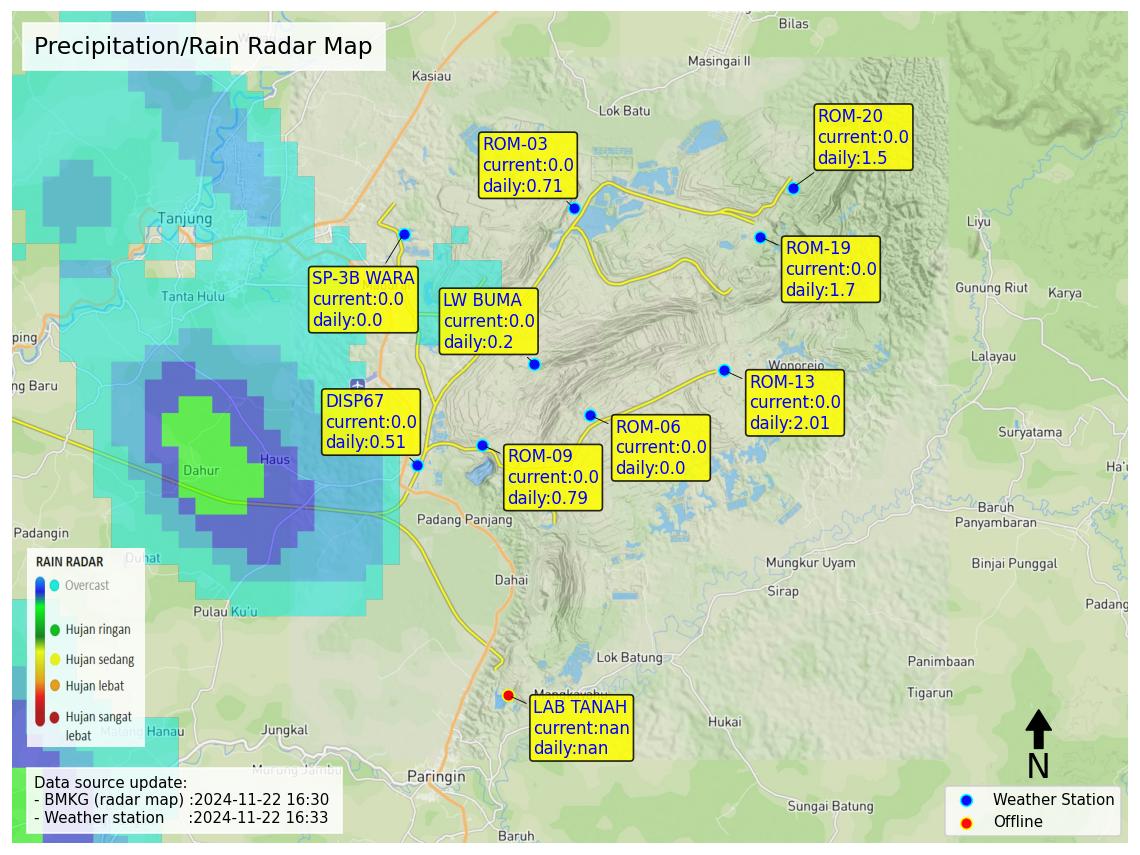 Precipitation/Rain Radar Map
Bilas
Masingai II
Kasiau
Lok Batu
ROM-20
current:0.0
daily:1.5
ROM-03
current:0.0
daily:0.71
Tanjung
Liyu
ROM-19
current:0.0
daily:1.7
SP-3B WARA
current:0.0
daily:0.0
Tanta Hulu
LW BUMA
current:0.0
daily:0.2
Gunung Riut
Karya
ping
Lalayau
Wonorejo
ng Baru
ROM-13
current:0.0
daily:2.01
DISP67
current:0.0
daily:0.51
ROM-06
current:0.0
daily:0.0
Suryatama
ROM-09
current:0.0
daily:0.79
Haus
Dahur
Ha'u
Baruh
Panyambaran
Padang Panjang
Padangin
Duhat
Mungkur Uyam
Binjai Punggal
RAIN RADAR
Overcast
Hujan ringan
Hujan sedang
Hujan lebat
Hujan sangat
lebat
Dahai
Sirap
Padang
Pulau Ku'u
Lok Batung
Panimbaan
Tigarun
LAB TANAH
current:nan
daily:nan
Hukai
Jungkal
Paringin
N
Data source update:
- BMKG (radar map) :2024-11-22 16:30
- Weather station :2024-11-22 16:33
Sungai Batung
Baruh
Weather Station
Offline